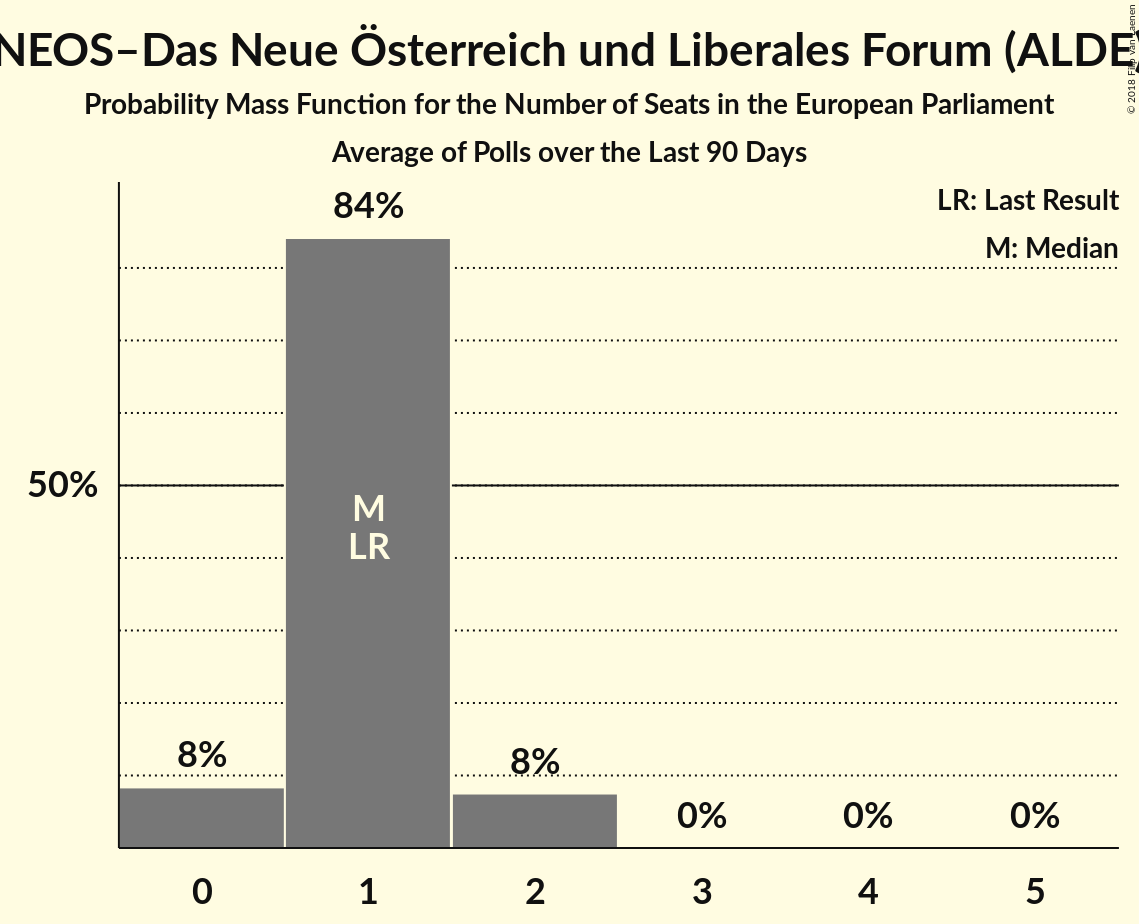 NEOS–Das Neue Österreich und Liberales Forum (ALDE)
Probability Mass Function for the Number of Seats in the European Parliament
Average of Polls over the Last 90 Days
© 2018 Filip van Laenen
LR: Last Result
M: Median
84%
50%
M
LR
8%
8%
0%
0%
0%
0
1
2
3
4
5